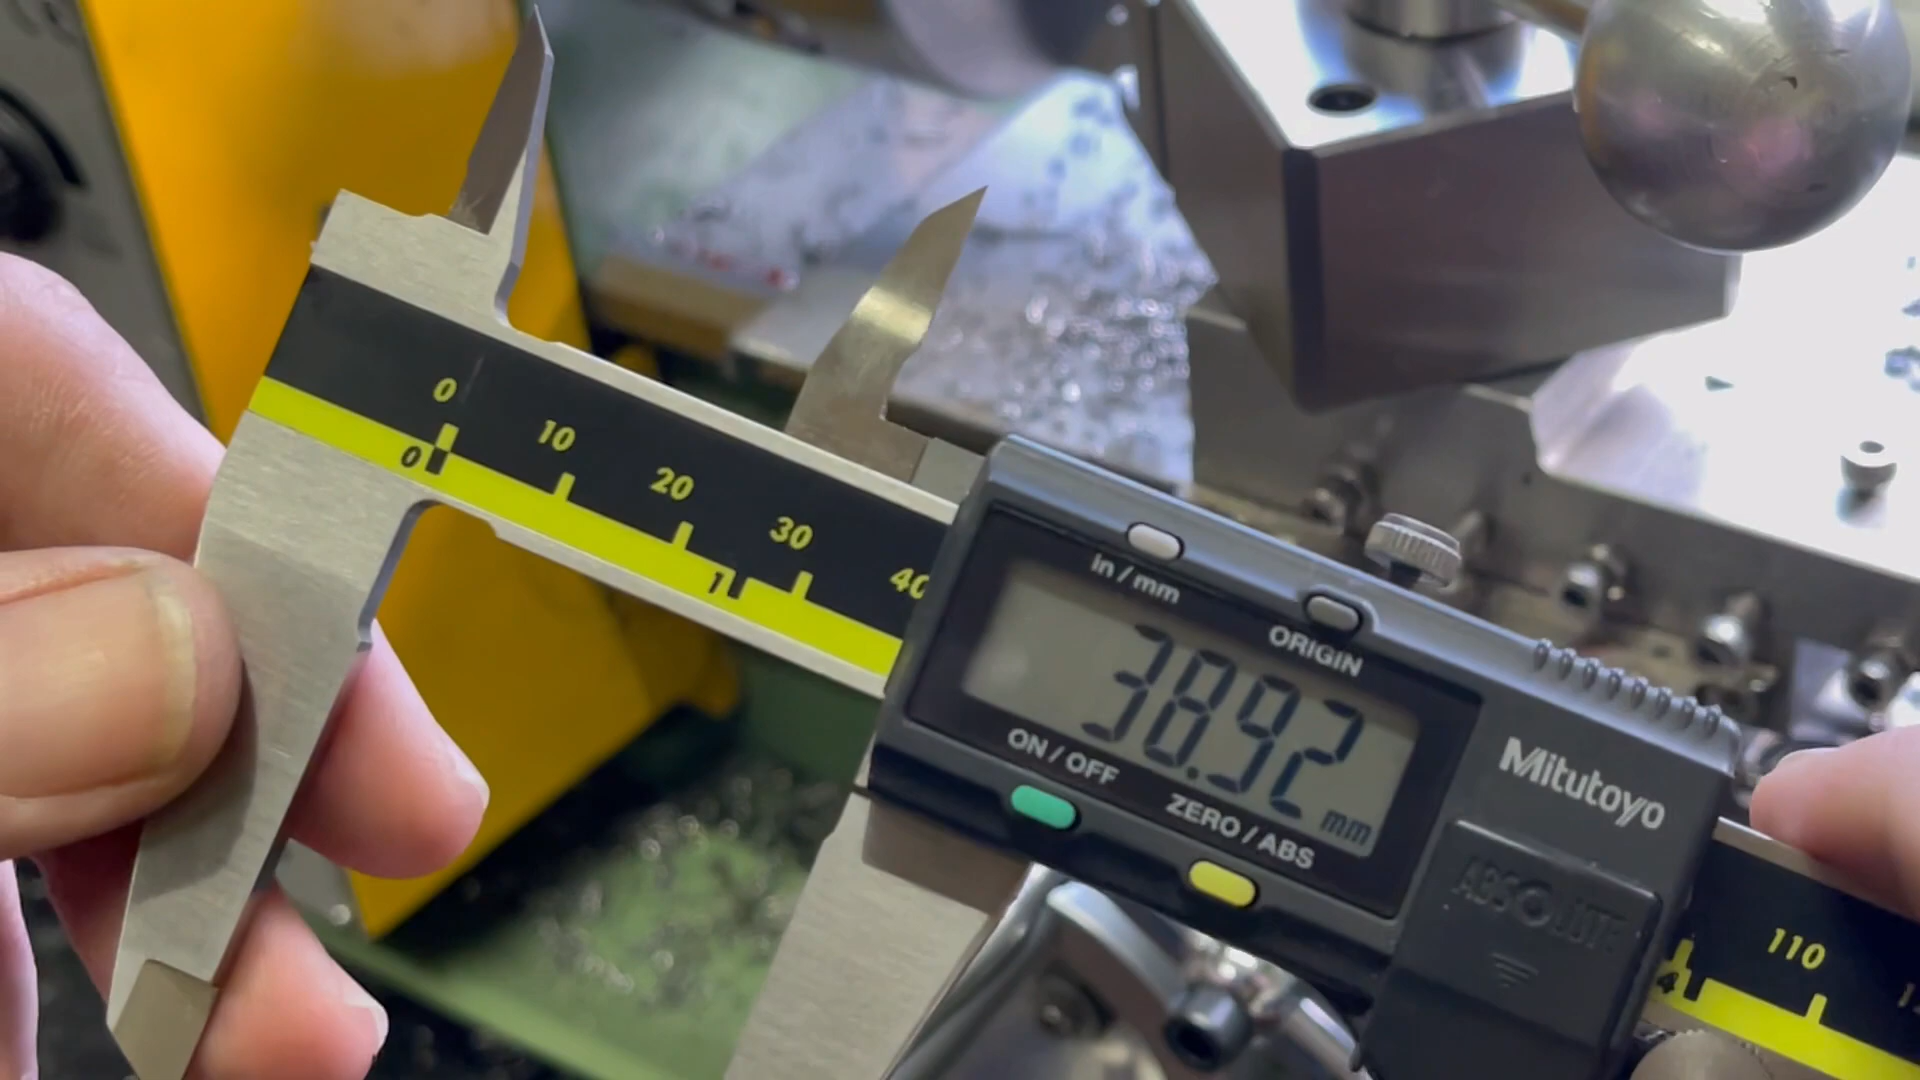 0 10 20 30 40
0 1
in / mm
ORIGIN
38.92 mm
ON / OFF
ZERO / ABS
Mitutoyo
ABSOLUTE
110
4